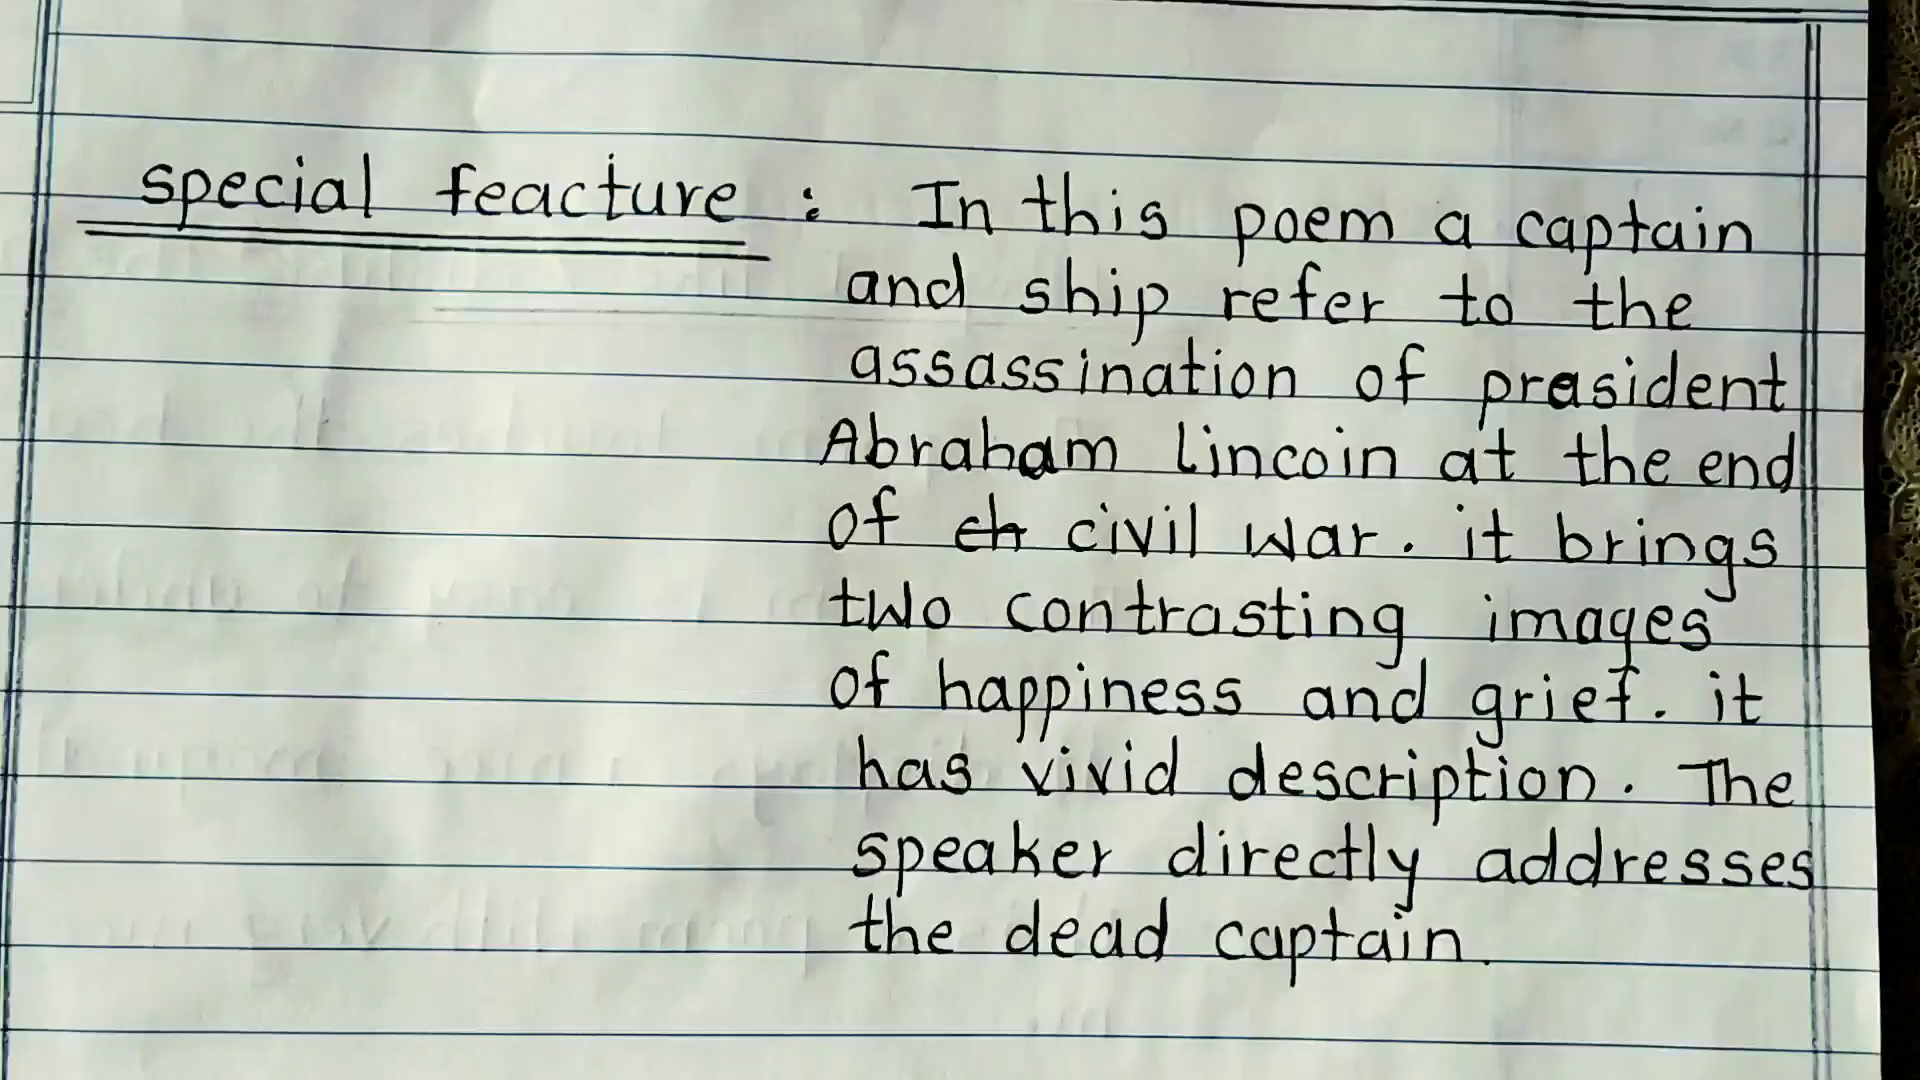 special feacture : In this poem a captain
and ship refer to the
assassination of president
Abraham lincoin at the end
of civil war. it brings
two contrasting images
of happiness and grief. it
has vivid description. The
speaker directly addresses
the dead captain.